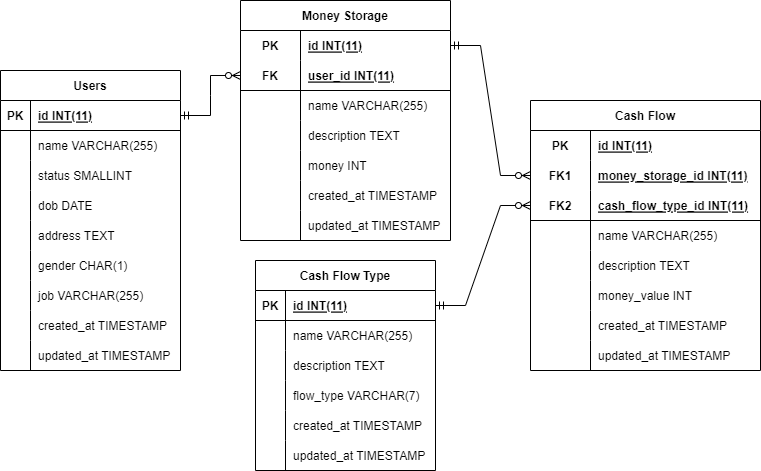 Users
PK id INT(11)
name VARCHAR(255)
status SMALLINT
dob DATE
address TEXT
gender CHAR(1)
job VARCHAR(255)
created_at TIMESTAMP
updated_at TIMESTAMP
Money Storage
PK id INT(11)
FK user_id INT(11)
name VARCHAR(255)
description TEXT
money INT
created_at TIMESTAMP
updated_at TIMESTAMP
Cash Flow Type
PK id INT(11)
name VARCHAR(255)
description TEXT
flow_type VARCHAR(7)
created_at TIMESTAMP
updated_at TIMESTAMP
Cash Flow
PK id INT(11)
FK1 money_storage_id INT(11)
FK2 cash_flow_type_id INT(11)
name VARCHAR(255)
description TEXT
money_value INT
created_at TIMESTAMP
updated_at TIMESTAMP